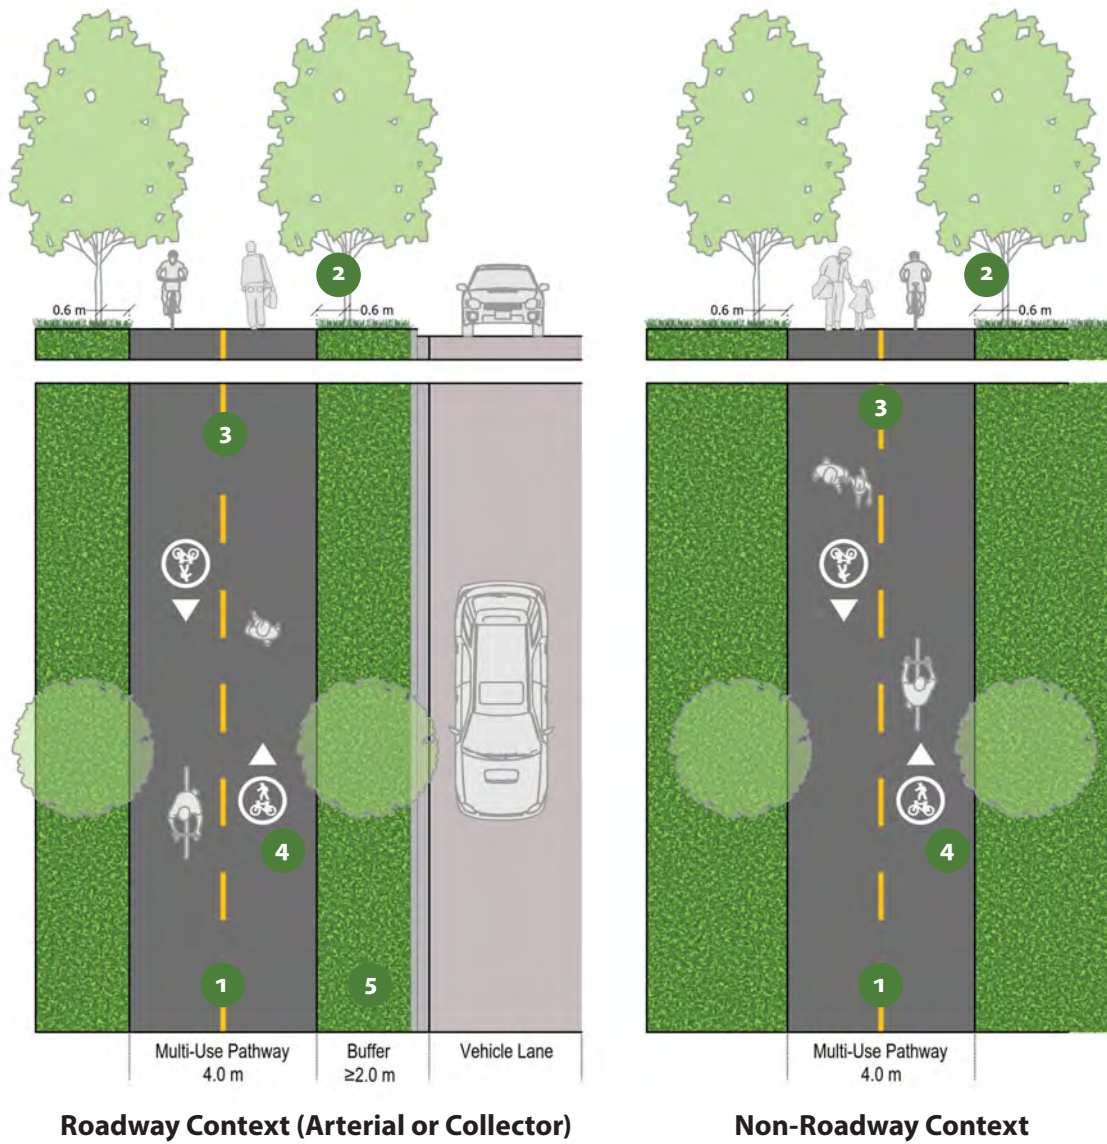 2
2
0.6 m
0.6 m
0.6 m
0.6 m
3
3
4
4
1
5
1
Multi-Use Pathway
4.0 m
Buffer
≥2.0 m
Vehicle Lane
Multi-Use Pathway
4.0 m
Roadway Context (Arterial or Collector)
Non-Roadway Context